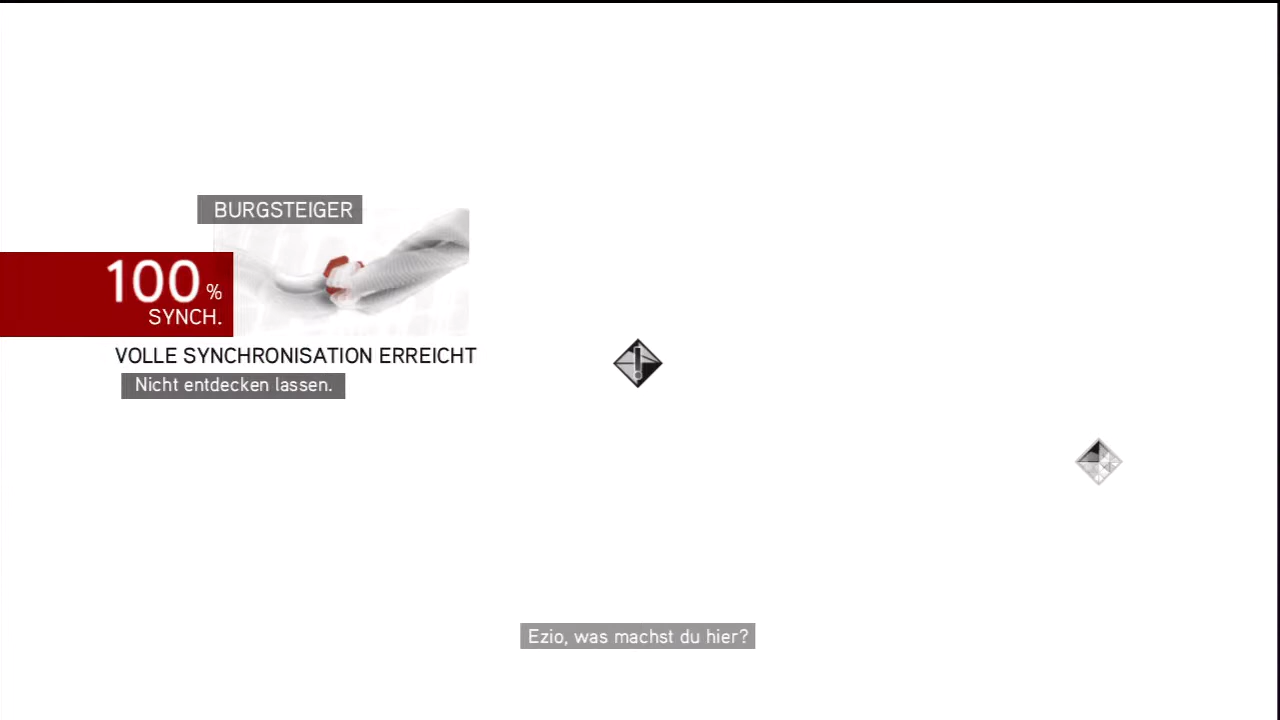 BURGSTEIGER
100 %
SYNCH.
VOLLE SYNCHRONISATION ERREICHT
Nicht entdecken lassen.
Ezio, was machst du hier?